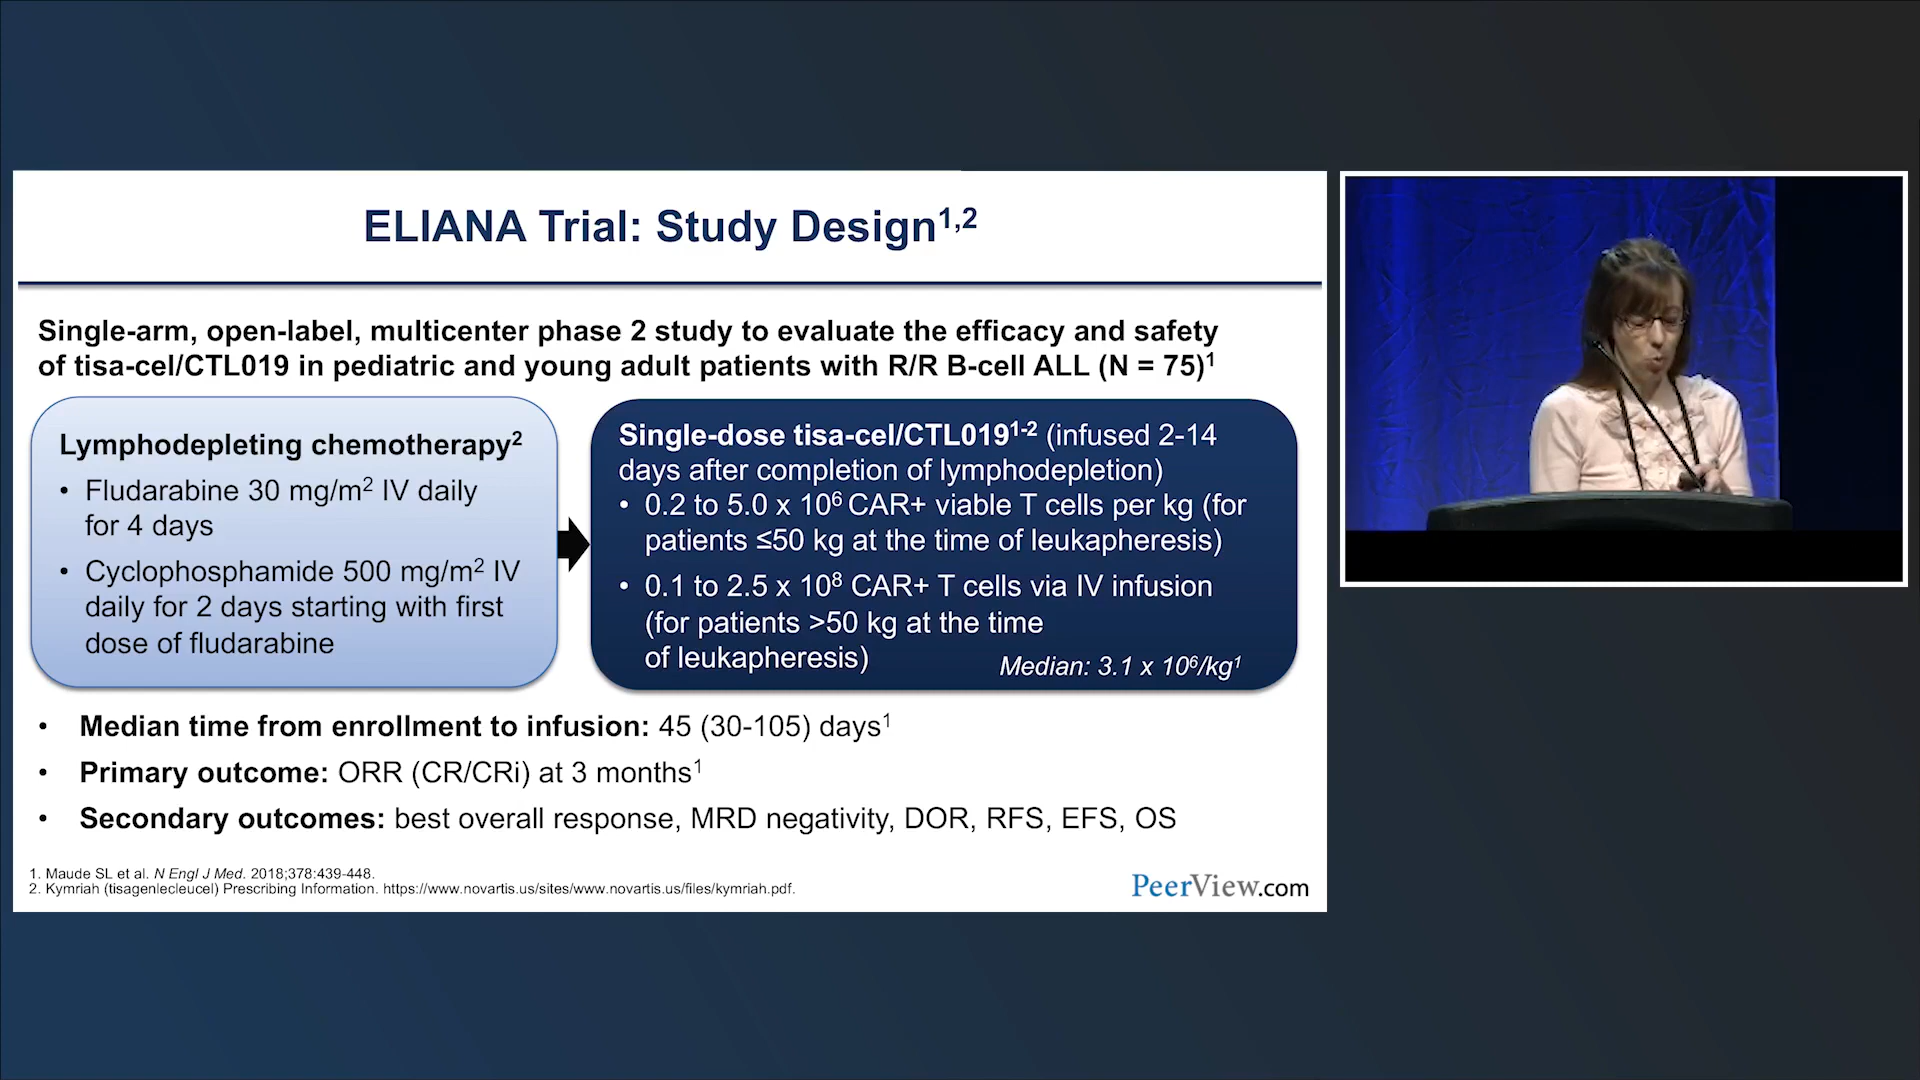 ELIANA Trial: Study Design1,2
Single-arm, open-label, multicenter phase 2 study to evaluate the efficacy and safety
of tisa-cel/CTL019 in pediatric and young adult patients with R/R B-cell ALL (N = 75)1
Lymphodepleting chemotherapy2
• Fludarabine 30 mg/m2 IV daily
for 4 days
• Cyclophosphamide 500 mg/m2 IV
daily for 2 days starting with first
dose of fludarabine
Single-dose tisa-cel/CTL0191-2 (infused 2-14
days after completion of lymphodepletion)
• 0.2 to 5.0 x 106 CAR+ viable T cells per kg (for
patients ≤50 kg at the time of leukapheresis)
• 0.1 to 2.5 x 108 CAR+ T cells via IV infusion
(for patients >50 kg at the time
of leukapheresis)
Median: 3.1 x 106/kg1
• Median time from enrollment to infusion: 45 (30-105) days1
• Primary outcome: ORR (CR/CRi) at 3 months1
• Secondary outcomes: best overall response, MRD negativity, DOR, RFS, EFS, OS
1. Maude SL et al. N Engl J Med. 2018;378:439-448.
2. Kymriah (tisagenlecleucel) Prescribing Information. https://www.novartis.us/sites/www.novartis.us/files/kymriah.pdf.
PeerView.com